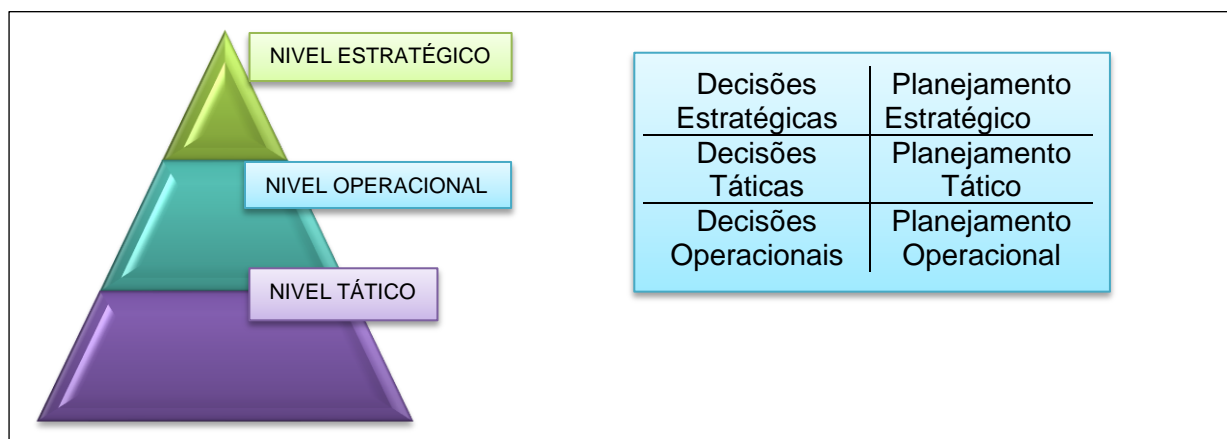 NIVEL ESTRATÉGICO
NIVEL OPERACIONAL
NIVEL TÁTICO
Decisões
Estratégicas
Planejamento
Estratégico
Decisões
Táticas
Planejamento
Tático
Decisões
Operacionais
Planejamento
Operacional